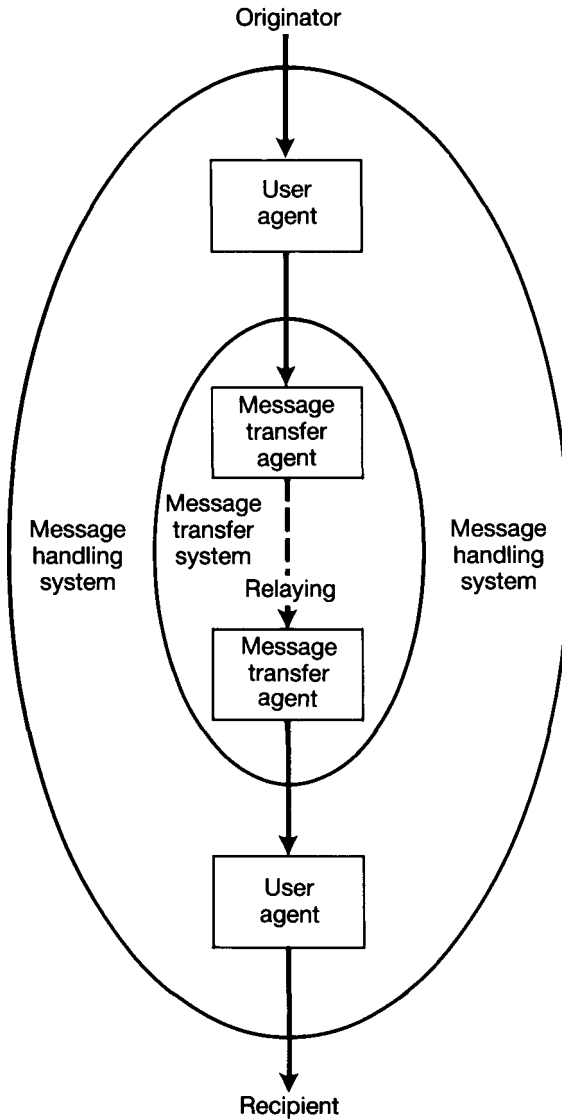 Originator
User
agent
Message
transfer
agent
Message
transfer
system
Message
handling
system
Message
handling
system
Relaying
Message
transfer
agent
User
agent
Recipient